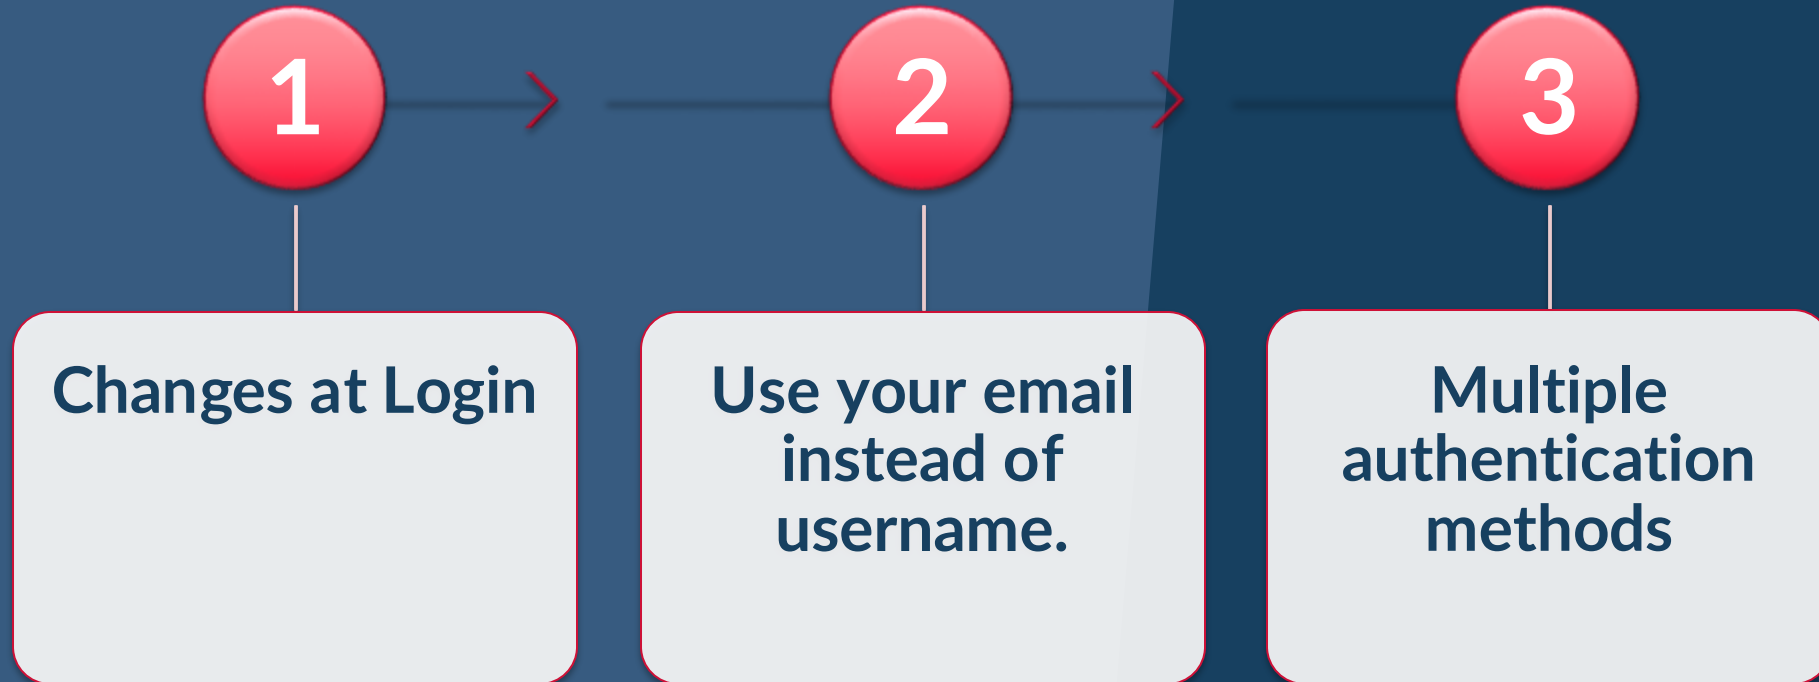 1
2
3
Changes at Login
Use your email
instead of
username.
Multiple
authentication
methods